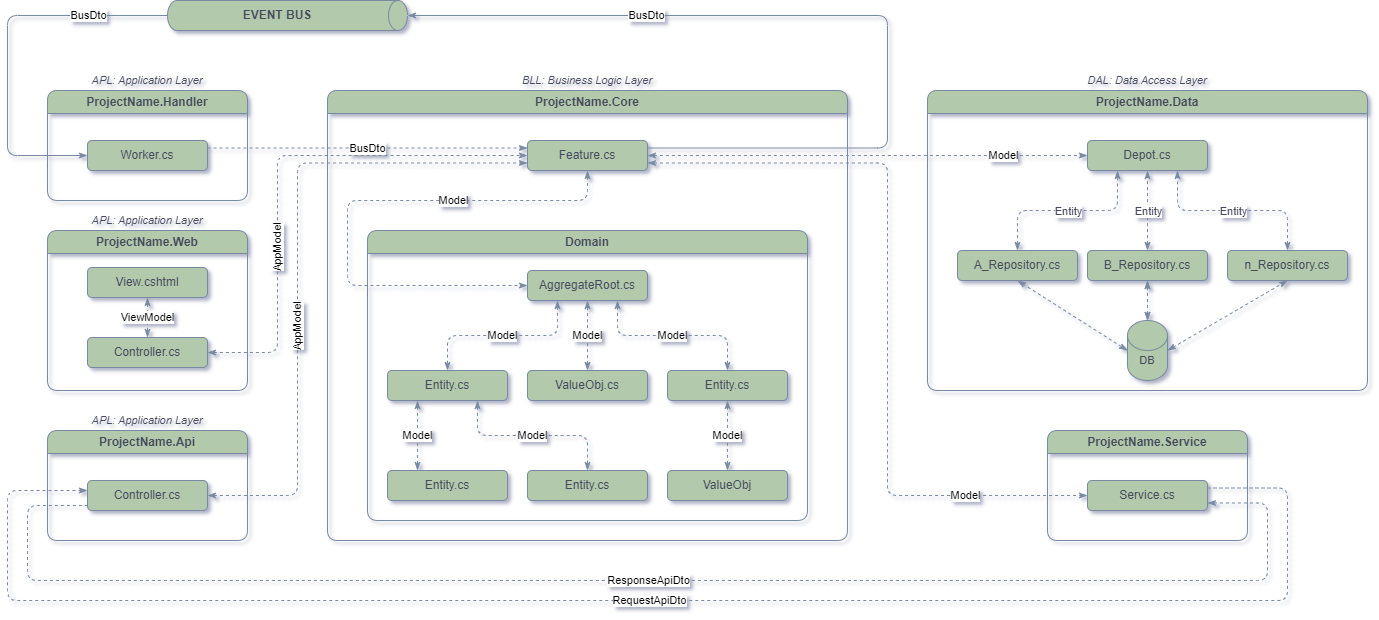 BusDto
EVENT BUS
BusDto
APL: Application Layer
BLL: Business Logic Layer
DAL: Data Access Layer
ProjectName.Handler
ProjectName.Core
ProjectName.Data
Worker.cs
BusDto
Feature.cs
Model
Depot.cs
Model
Entity
Entity
Entity
APL: Application Layer
ProjectName.Web
AppModel
Domain
View.cshtml
AggregateRoot.cs
A_Repository.cs
B_Repository.cs
n_Repository.cs
ViewModel
AppModel
Model
Model
Model
Controller.cs
DB
Entity.cs
ValueObj.cs
Entity.cs
APL: Application Layer
ProjectName.Api
Model
Model
Model
ProjectName.Service
Controller.cs
Entity.cs
Entity.cs
ValueObj
Model
Service.cs
ResponseApiDto
RequestApiDto